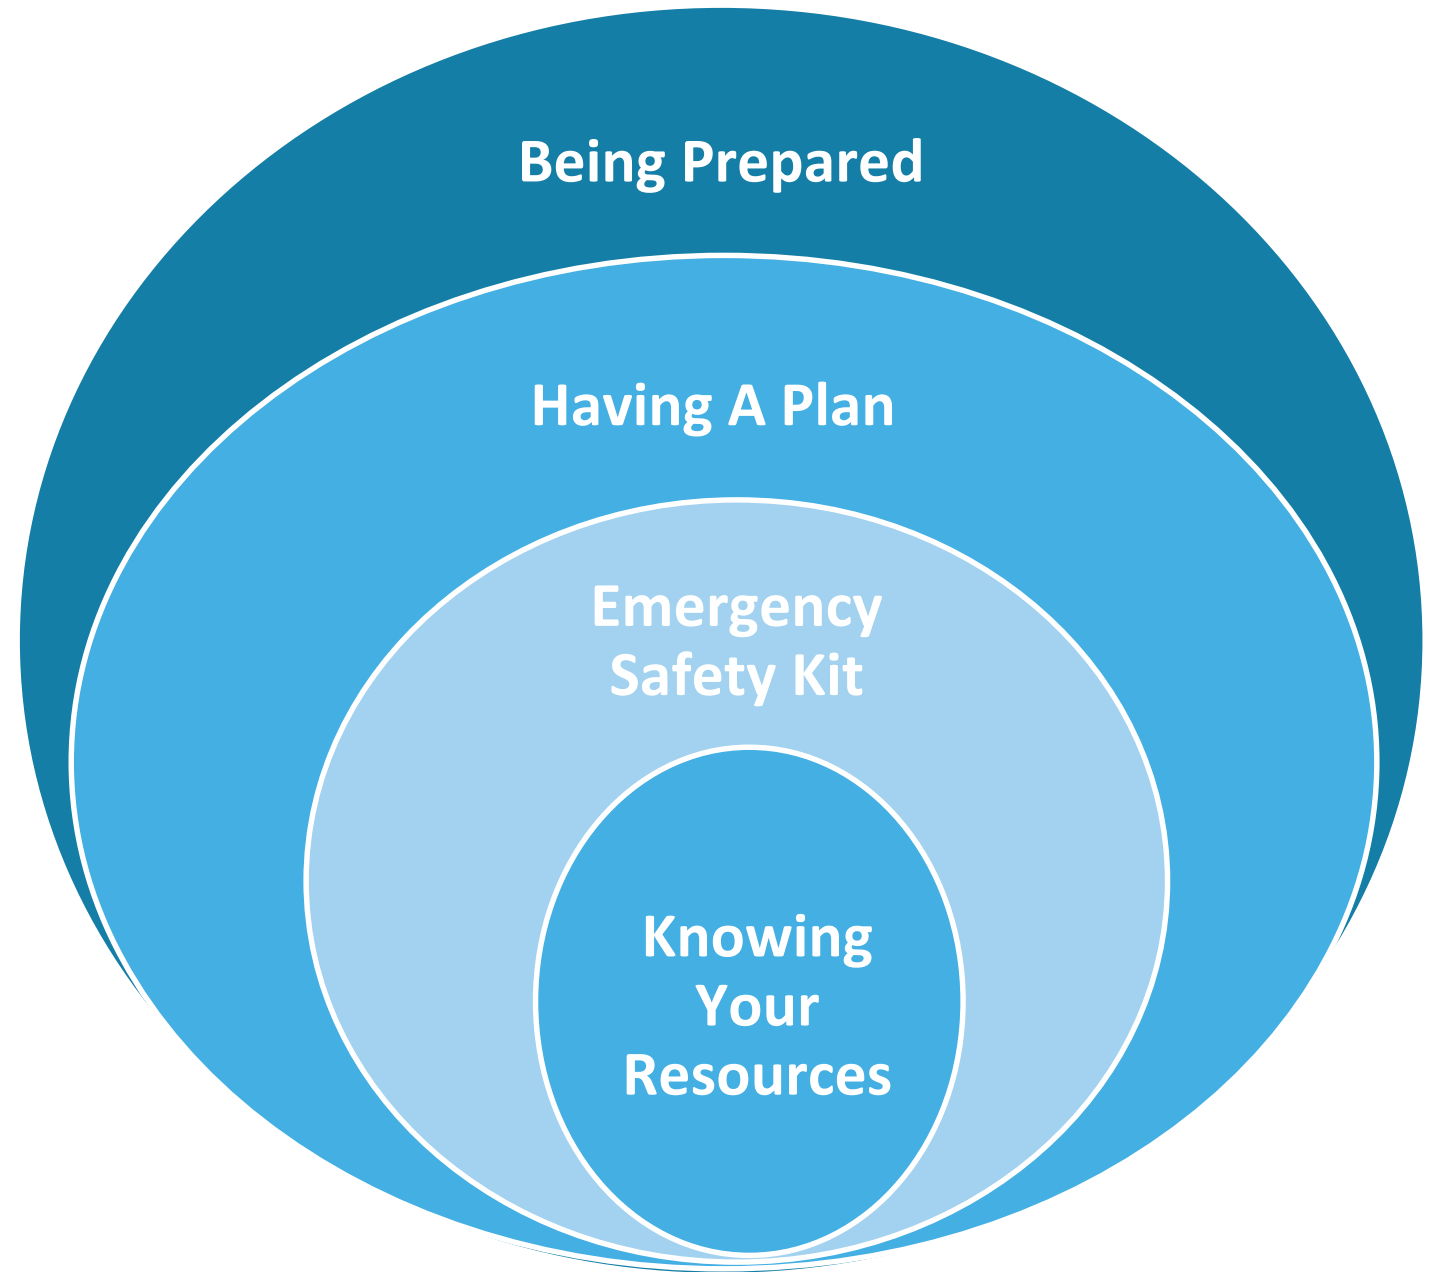 Being Prepared
Having A Plan
Emergency
Safety Kit
Knowing
Your
Resources